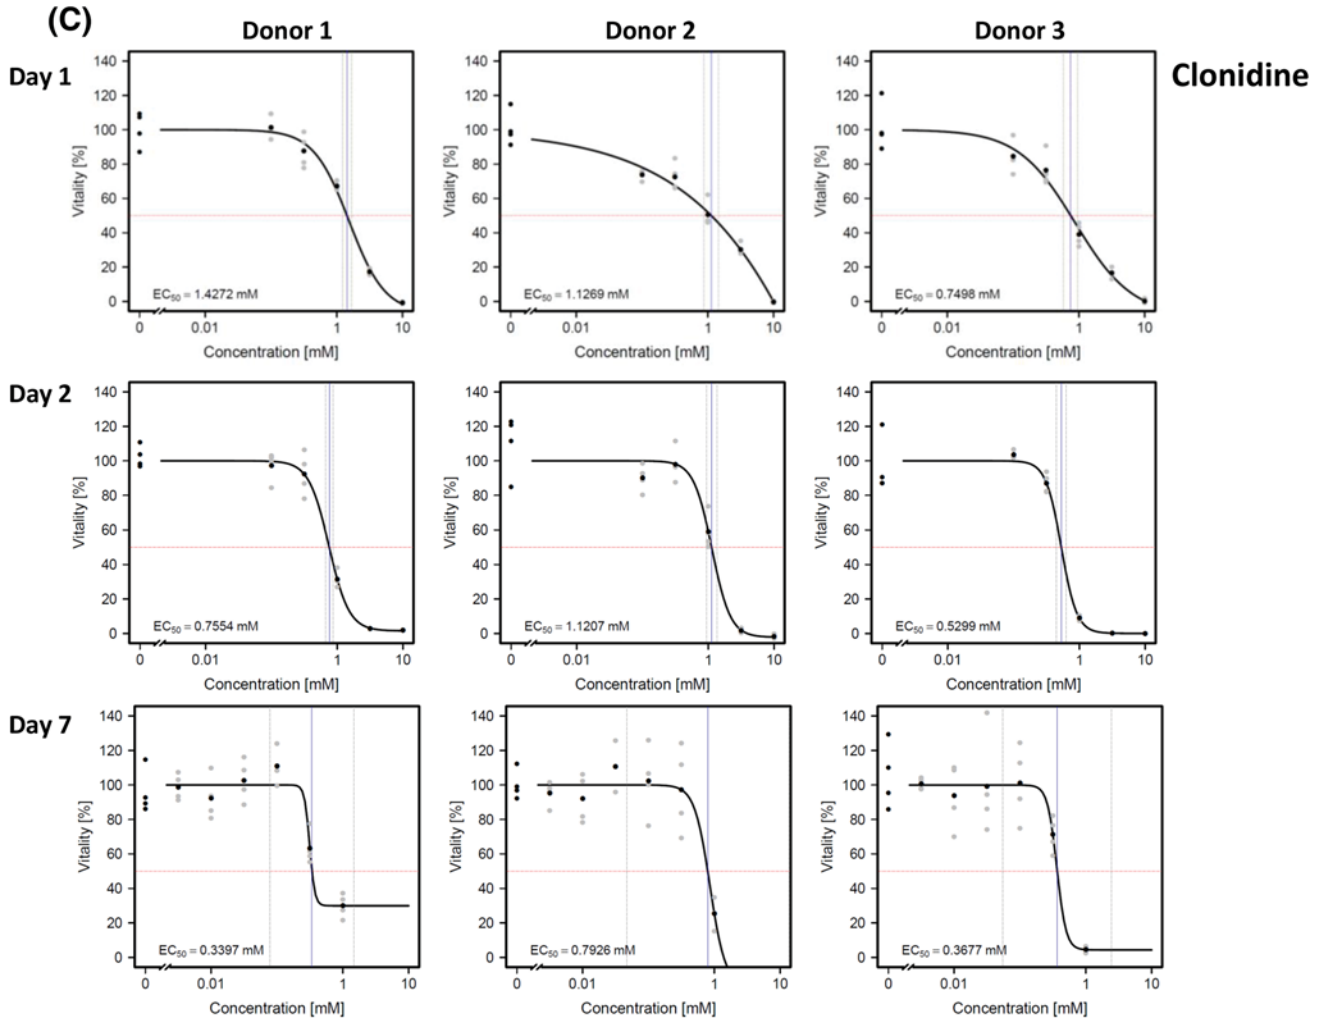 (C)
Donor 1 Donor 2 Donor 3
Clonidine
Day 1
Vitality [%]
140
120
100
80
60
40
20
0
EC50 = 1.4272 mM
0 0.01 1 10
Concentration [mM]
Vitality [%]
140
120
100
80
60
40
20
0
EC50 = 1.1269 mM
0 0.01 1 10
Concentration [mM]
Vitality [%]
140
120
100
80
60
40
20
0
EC50 = 0.7498 mM
0 0.01 1 10
Concentration [mM]
Day 2
Vitality [%]
140
120
100
80
60
40
20
0
EC50 = 0.7554 mM
0 0.01 1 10
Concentration [mM]
Vitality [%]
140
120
100
80
60
40
20
0
EC50 = 1.1207 mM
0 0.01 1 10
Concentration [mM]
Vitality [%]
140
120
100
80
60
40
20
0
EC50 = 0.5299 mM
0 0.01 1 10
Concentration [mM]
Day 7
Vitality [%]
140
120
100
80
60
40
20
0
EC50 = 0.3397 mM
0 0.01 1 10
Concentration [mM]
Vitality [%]
140
120
100
80
60
40
20
0
EC50 = 0.7926 mM
0 0.01 1 10
Concentration [mM]
Vitality [%]
140
120
100
80
60
40
20
0
EC50 = 0.3677 mM
0 0.01 1 10
Concentration [mM]